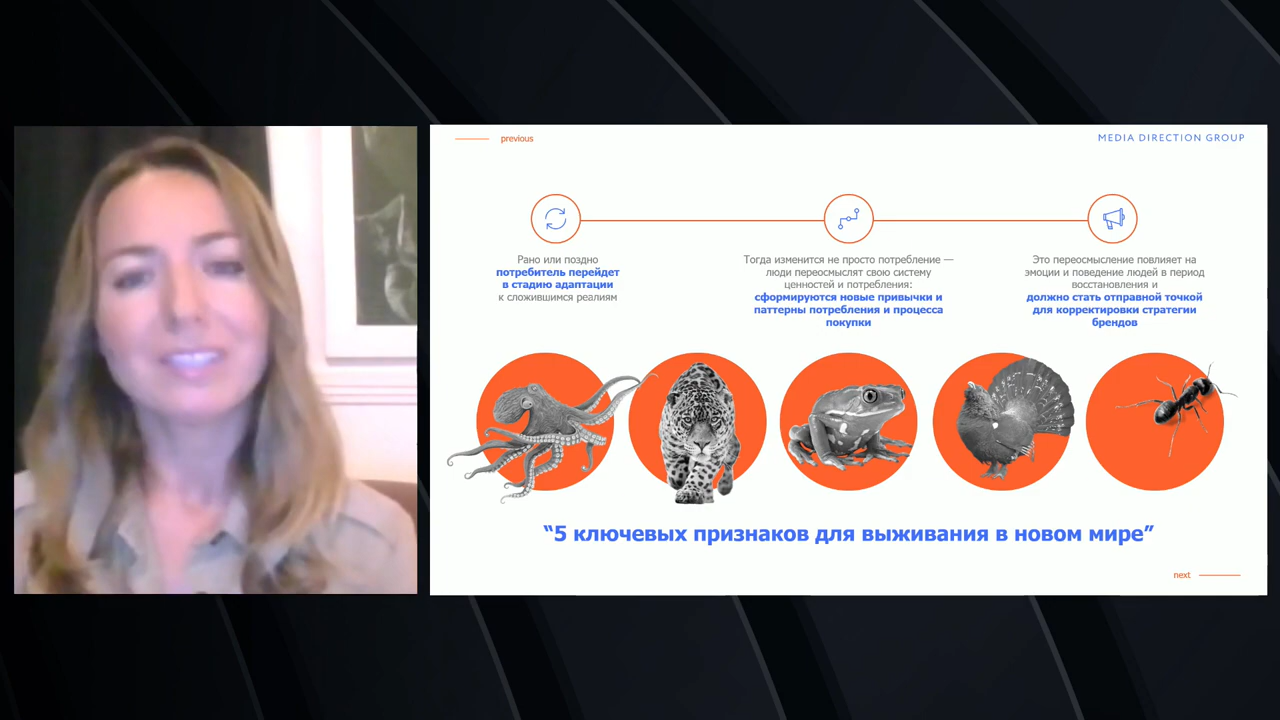 previous
MEDIA DIRECTION GROUP
Рано или поздно
потребитель перейдет
в стадию адаптации
к сложившимся реалиям
Тогда изменится не просто потребление —
люди переосмыслят свою систему
ценностей и потребления:
сформируются новые привычки и
паттерны потребления и процесса
покупки
Это переосмысление повлияет на
эмоции и поведение людей в период
восстановления и
должно стать отправной точкой
для корректировки стратегии
брендов
“5 ключевых признаков для выживания в новом мире”
next